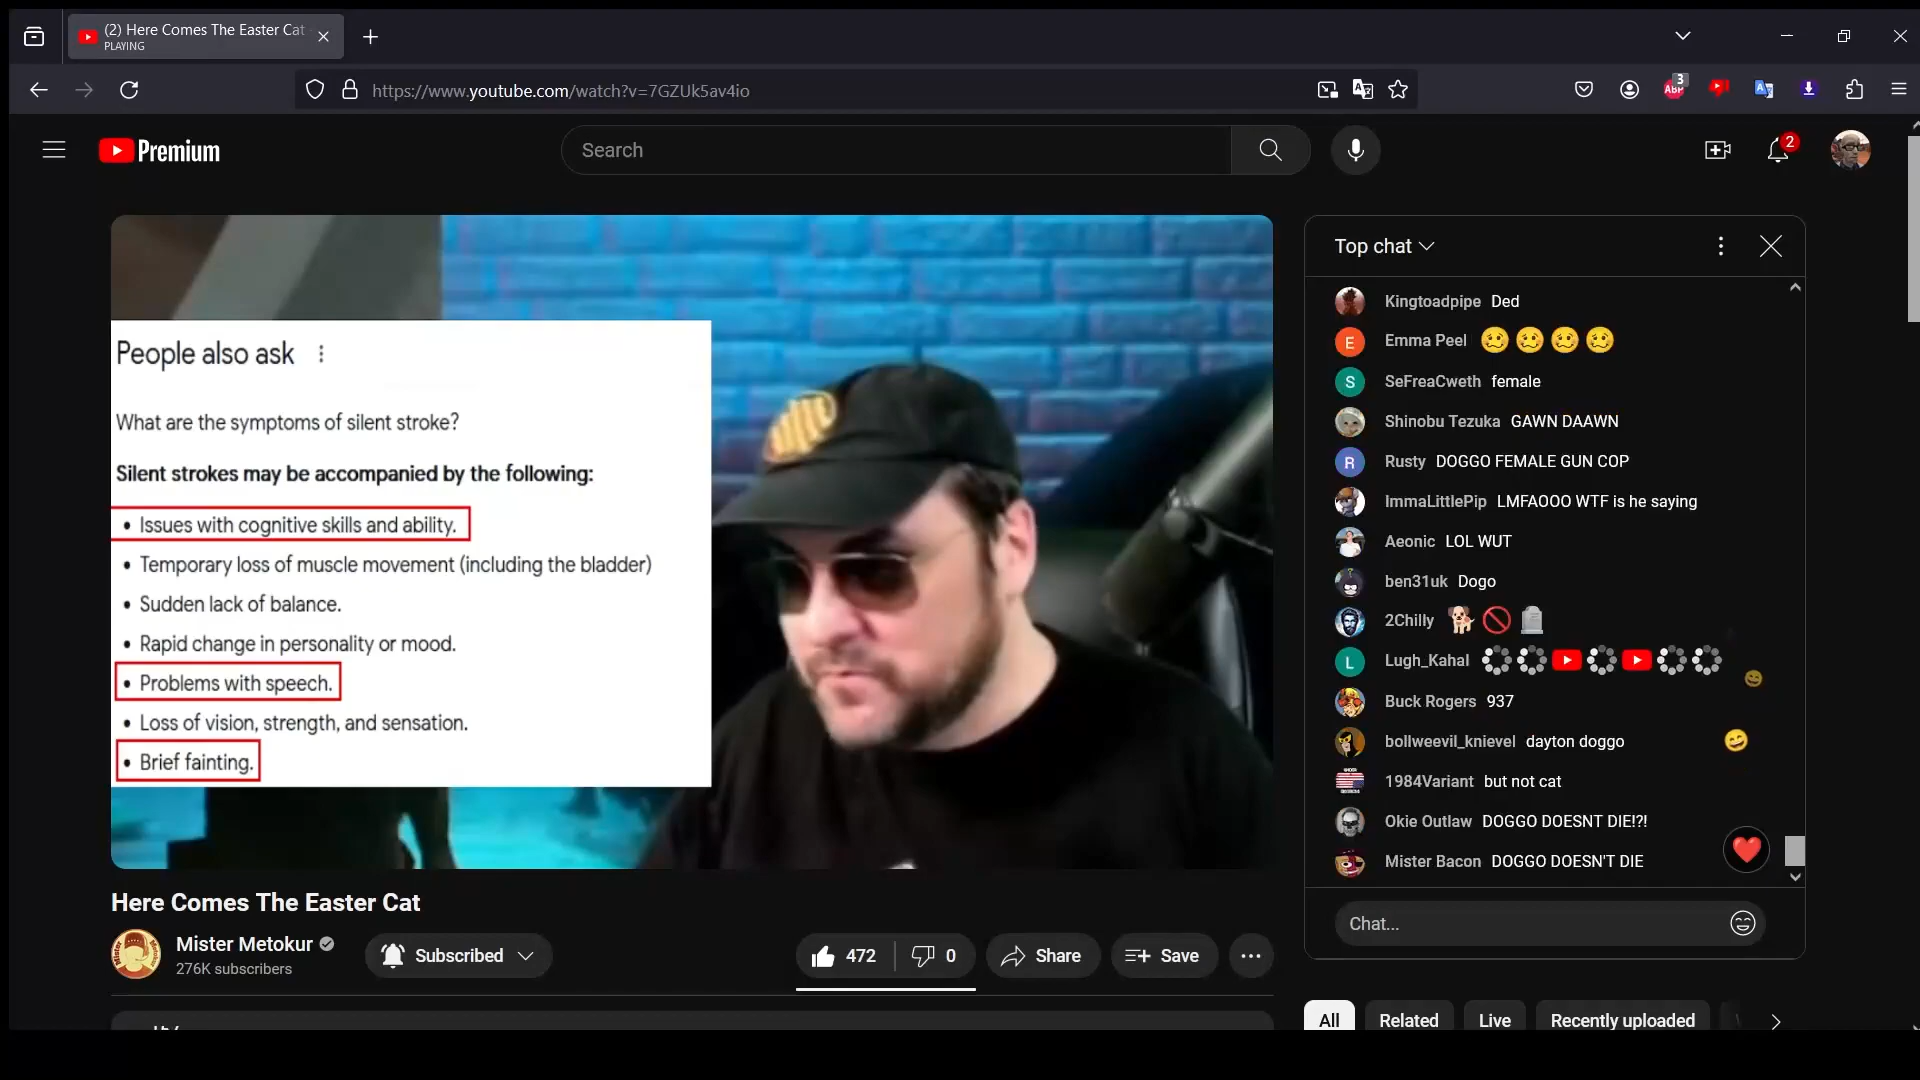 (2) Here Comes The Easter Cat
PLAYING
https://www.youtube.com/watch?v=7GZUk5av4io
3
ABP
Premium
Search
2
People also ask
What are the symptoms of silent stroke?
Silent strokes may be accompanied by the following:
• Issues with cognitive skills and ability.
• Temporary loss of muscle movement (including the bladder)
• Sudden lack of balance.
• Rapid change in personality or mood.
• Problems with speech.
• Loss of vision, strength, and sensation.
• Brief fainting.
Here Comes The Easter Cat
Mister Metokur
276K subscribers
Subscribed
472
0
Share
Save
Top chat
Kingtoadpipe Ded
E Emma Peel
S SeFreaCweth female
Shinobu Tezuka GAWN DAAWN
R Rusty DOGGO FEMALE GUN COP
ImmaLittlePip LMFAOOO WTF is he saying
Aeonic LOL WUT
ben31uk Dogo
2Chilly
L Lugh_Kahal
Buck Rogers 937
bollweevil_knievel dayton doggo
1984Variant but not cat
Okie Outlaw DOGGO DOESNT DIE!?!
Mister Bacon DOGGO DOESN'T DIE
Chat...
All
Related
Live
Recently uploaded